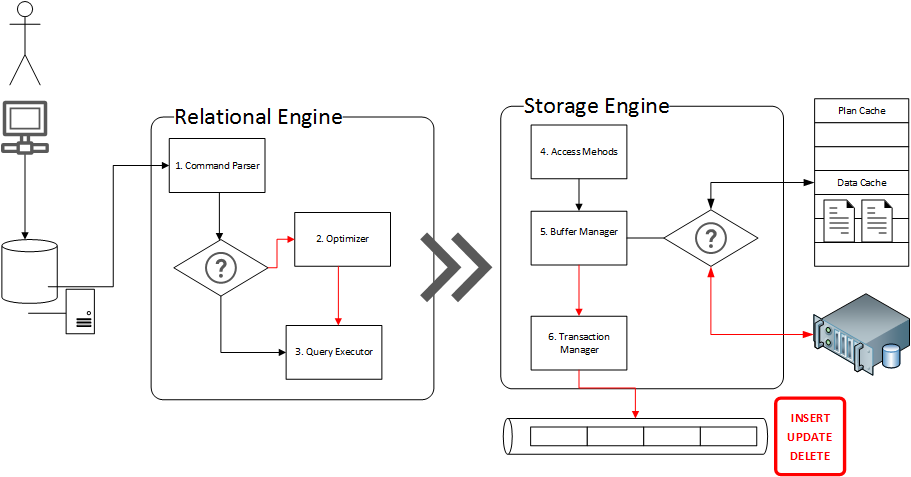 Relational Engine
1. Command Parser
?
2. Optimizer
3. Query Executor
Storage Engine
4. Access Mehods
5. Buffer Manager
?
6. Transaction
Manager
Plan Cache
Data Cache
INSERT
UPDATE
DELETE